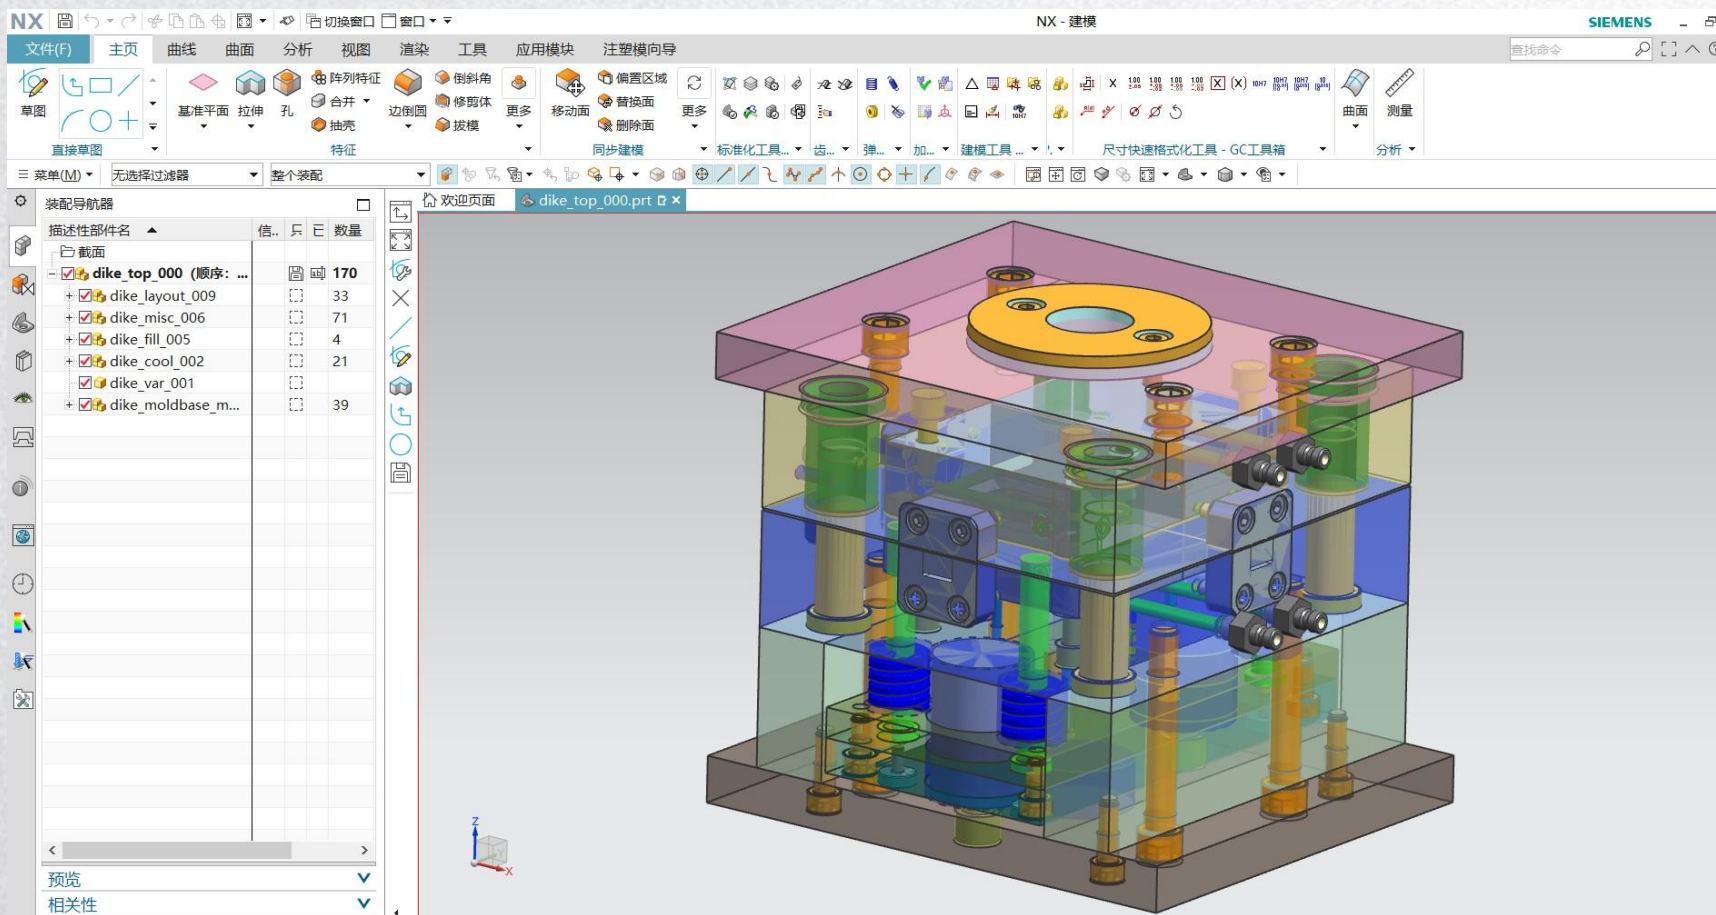 NX 切换窗口 窗口 NX - 建模 SIEMENS
文件(F) 主页 曲线 曲面 分析 视图 渲染 工具 应用模块 注塑模向导 查找命令
草图 基准平面 拉伸 孔 阵列特征 合并 抽壳 边倒圆 倒斜角 修剪体 拔模 更多 移动面 偏置区域 替换面 删除面 更多 曲面 测量
直接草图 特征 同步建模 标准化工具... 齿... 弹... 加... 建模工具 ... 尺寸快速格式化工具 - GC工具箱 分析
菜单(M) 无选择过滤器 整个装配
装配导航器 欢迎页面 dike_top_000.prt
描述性部件名 信.. 只 已 数量
截面
dike_top_000 (顺序: ... 170
dike_layout_009 33
dike_misc_006 71
dike_fill_005 4
dike_cool_002 21
dike_var_001
dike_moldbase_m... 39
Z
X
预览
相关性